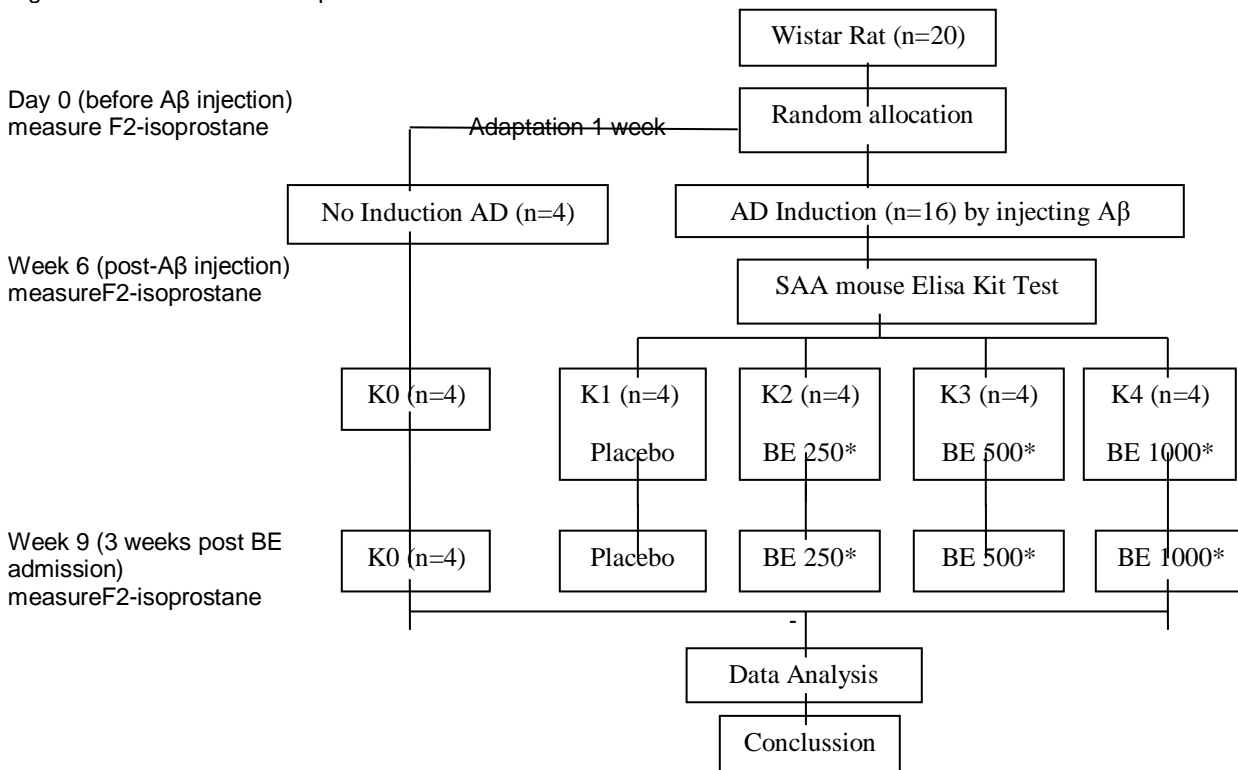 Wistar Rat (n=20)
Day 0 (before Aβ injection)
measure F2-isoprostane
Adaptation 1 week
Random allocation
No Induction AD (n=4)
AD Induction (n=16) by injecting Aβ
Week 6 (post-Aβ injection)
measureF2-isoprostane
SAA mouse Elisa Kit Test
K0 (n=4)
K1 (n=4)
Placebo
K2 (n=4)
BE 250*
K3 (n=4)
BE 500*
K4 (n=4)
BE 1000*
Week 9 (3 weeks post BE
admission)
measureF2-isoprostane
K0 (n=4)
Placebo
BE 250*
BE 500*
BE 1000*
-
Data Analysis
Conclussion